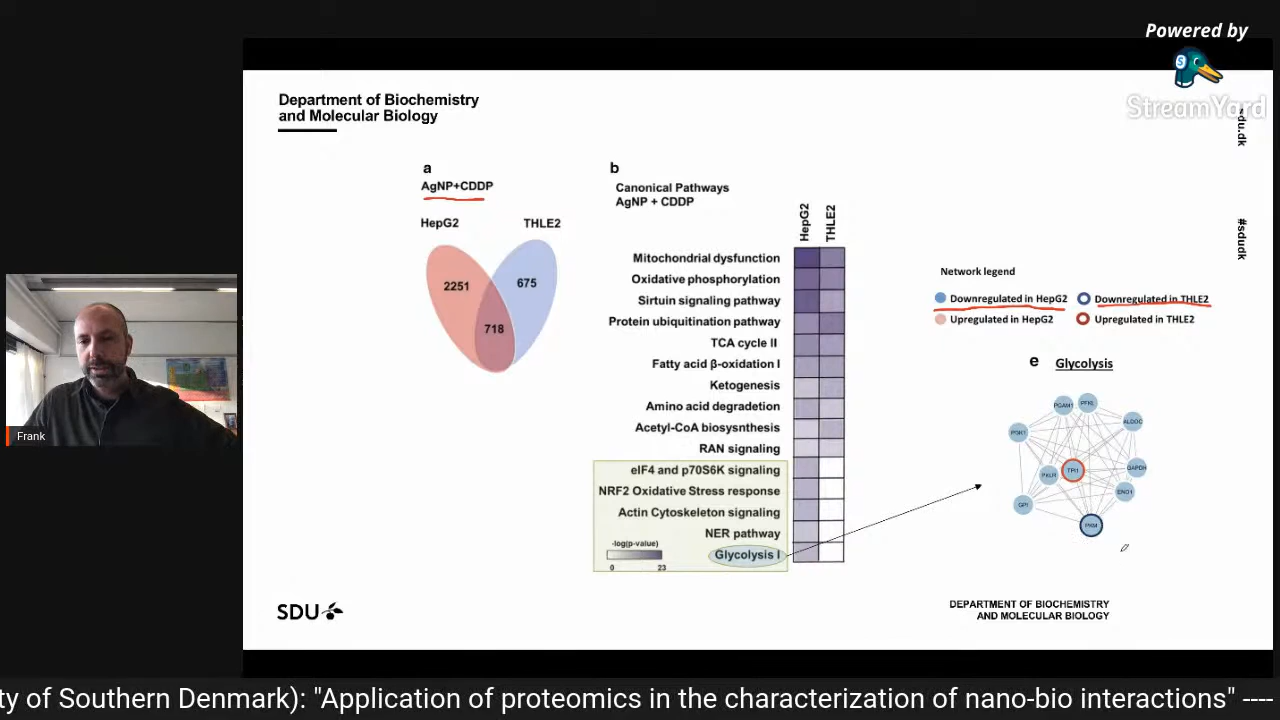 Powered by
StreamYard
Department of Biochemistry
and Molecular Biology
sdu.dk
#sdudk
a
AgNP+CDDP
HepG2
THLE2
2251
675
718
b
Canonical Pathways
AgNP + CDDP
HepG2
THLE2
Mitochondrial dysfunction
Oxidative phosphorylation
Sirtuin signaling pathway
Protein ubiquitination pathway
TCA cycle II
Fatty acid β-oxidation I
Ketogenesis
Amino acid degradation
Acetyl-CoA biosysnthesis
RAN signaling
eIF4 and p70S6K signaling
NRF2 Oxidative Stress response
Actin Cytoskeleton signaling
NER pathway
Glycolysis I
-log(p-value)
0
23
Network legend
Downregulated in HepG2
Downregulated in THLE2
Upregulated in HepG2
Upregulated in THLE2
e
Glycolysis
PGAM1
PFKL
ALDOC
PGK1
GAPDH
PKLR
TPI1
ENO1
GPI
PKM
Frank
SDU
DEPARTMENT OF BIOCHEMISTRY
AND MOLECULAR BIOLOGY
ty of Southern Denmark): "Application of proteomics in the characterization of nano-bio interactions" ----